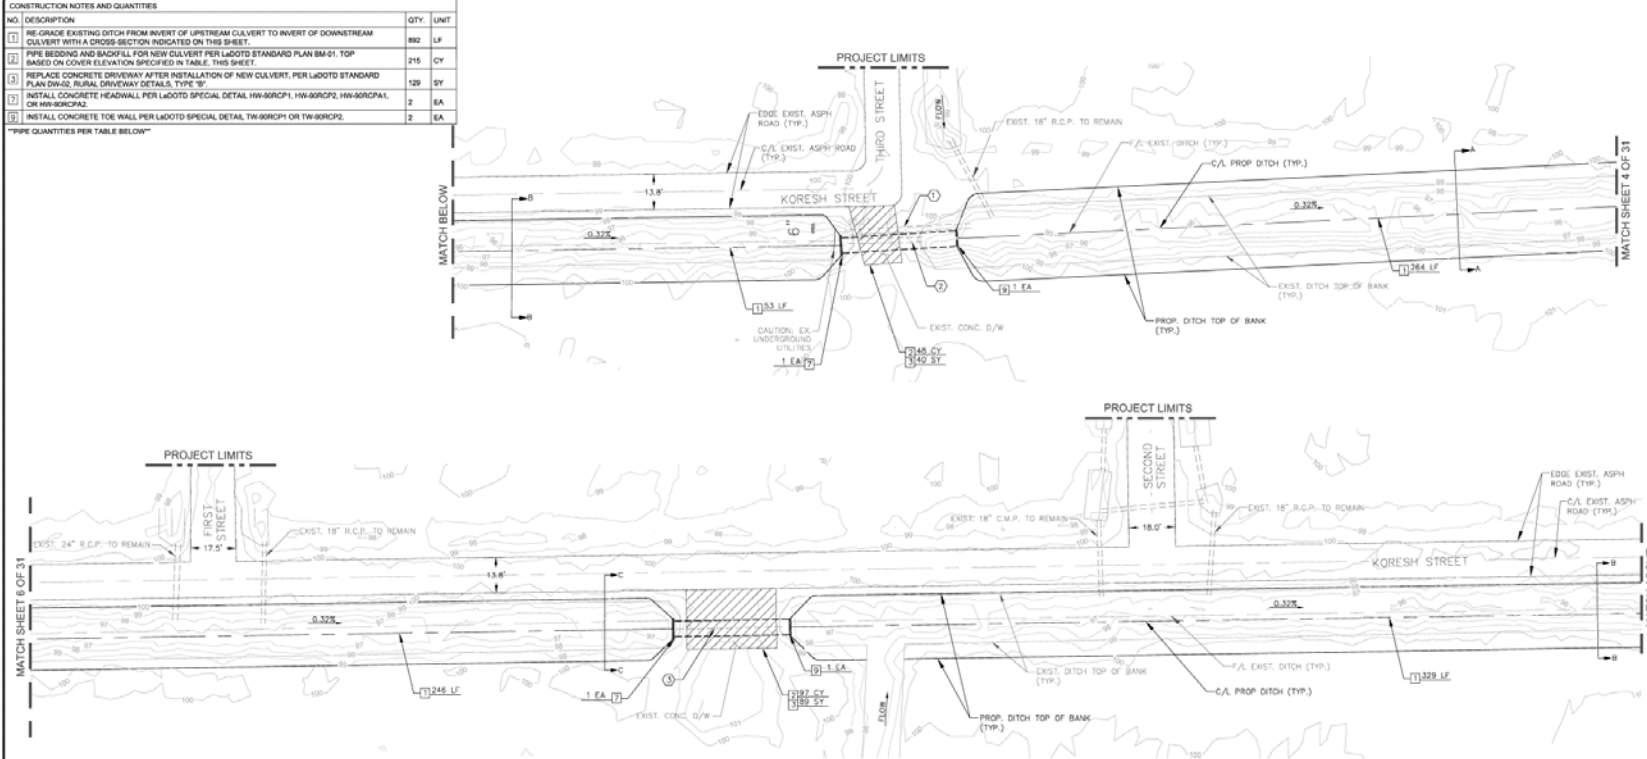 CONSTRUCTION NOTES AND QUANTITIES
NO. DESCRIPTION QTY. UNIT
1 RE-GRADE EXISTING DITCH FROM INVERT OF UPSTREAM CULVERT TO INVERT OF DOWNSTREAM
CULVERT WITH A CROSS-SECTION INDICATED ON THIS SHEET. 892 LF
2 PIPE BEDDING AND BACKFILL FOR NEW CULVERT PER LaDOTD STANDARD PLAN BM-01. TOP
BASED ON COVER ELEVATION SPECIFIED IN TABLE, THIS SHEET. 215 CY
3 REPLACE CONCRETE DRIVEWAY AFTER INSTALLATION OF NEW CULVERT, PER LaDOTD STANDARD
PLAN DW-02, RURAL DRIVEWAY DETAILS, TYPE "B". 129 SY
7 INSTALL CONCRETE HEADWALL PER LaDOTD SPECIAL DETAIL HW-90RCP1, HW-90RCP2, HW-90RCPA1,
OR HW-90RCPA2. 2 EA
9 INSTALL CONCRETE TOE WALL PER LaDOTD SPECIAL DETAIL TW-90RCP1 OR TW-90RCP2. 2 EA
**PIPE QUANTITIES PER TABLE BELOW**
PROJECT LIMITS
THIRD STREET
FLOW
EDGE EXIST. ASPH
ROAD (TYP.)
C/L EXIST. ASPH ROAD
(TYP.)
EXIST. 18" R.C.P. TO REMAIN
F/L EXIST. DITCH (TYP.)
C/L PROP DITCH (TYP.)
A
MATCH BELOW
MATCH SHEET 4 OF 31
13.8'
KORESH STREET
1
B
0.32%
0.32%
1 53 LF
2
9 1 EA
1 264 LF
A
EXIST. DITCH TOP OF BANK
(TYP.)
PROP. DITCH TOP OF BANK
(TYP.)
B
CAUTION: EX.
UNDERGROUND
UTILITIES
EXIST. CONC. D/W
1 EA 7
2 48 CY
3 40 SY
PROJECT LIMITS
PROJECT LIMITS
FIRST
STREET
SECOND
STREET
EDGE EXIST. ASPH
ROAD (TYP.)
C/L EXIST. ASPH
ROAD (TYP.)
EXIST. 24" R.C.P. TO REMAIN
17.5'
EXIST. 18" R.C.P. TO REMAIN
EXIST. 18" C.M.P. TO REMAIN
18.0'
EXIST. 18" R.C.P. TO REMAIN
MATCH SHEET 6 OF 31
13.8'
C
KORESH STREET
B
0.32%
0.32%
C
1 246 LF
1 EA 7
3
9 1 EA
2 97 CY
3 89 SY
EXIST. CONC. D/W
FLOW
EXIST. DITCH TOP OF BANK
(TYP.)
F/L EXIST. DITCH (TYP.)
C/L PROP DITCH (TYP.)
1 329 LF
B
PROP. DITCH TOP OF BANK
(TYP.)